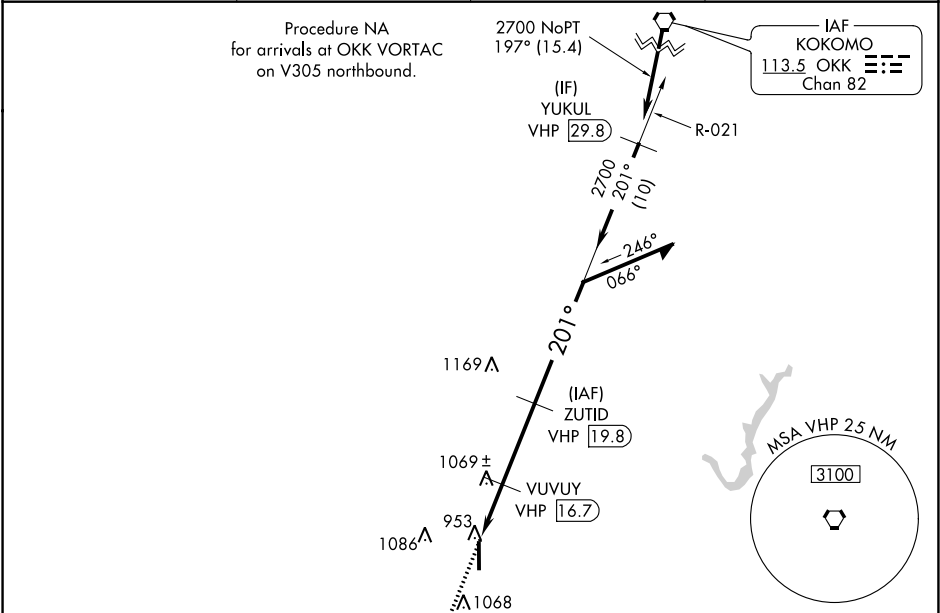 Procedure NA
for arrivals at OKK VORTAC
on V305 northbound.
2700 NoPT
197° (15.4)
IAF
KOKOMO
113.5 OKK
Chan 82
(IF)
YUKUL
VHP 29.8
R-021
2700
201°
(10)
246°
066°
201°
1169
(IAF)
ZUTID
VHP 19.8
1069 ±
VUVUY
VHP 16.7
953
1086
1068
MSA VHP 25 NM
3100